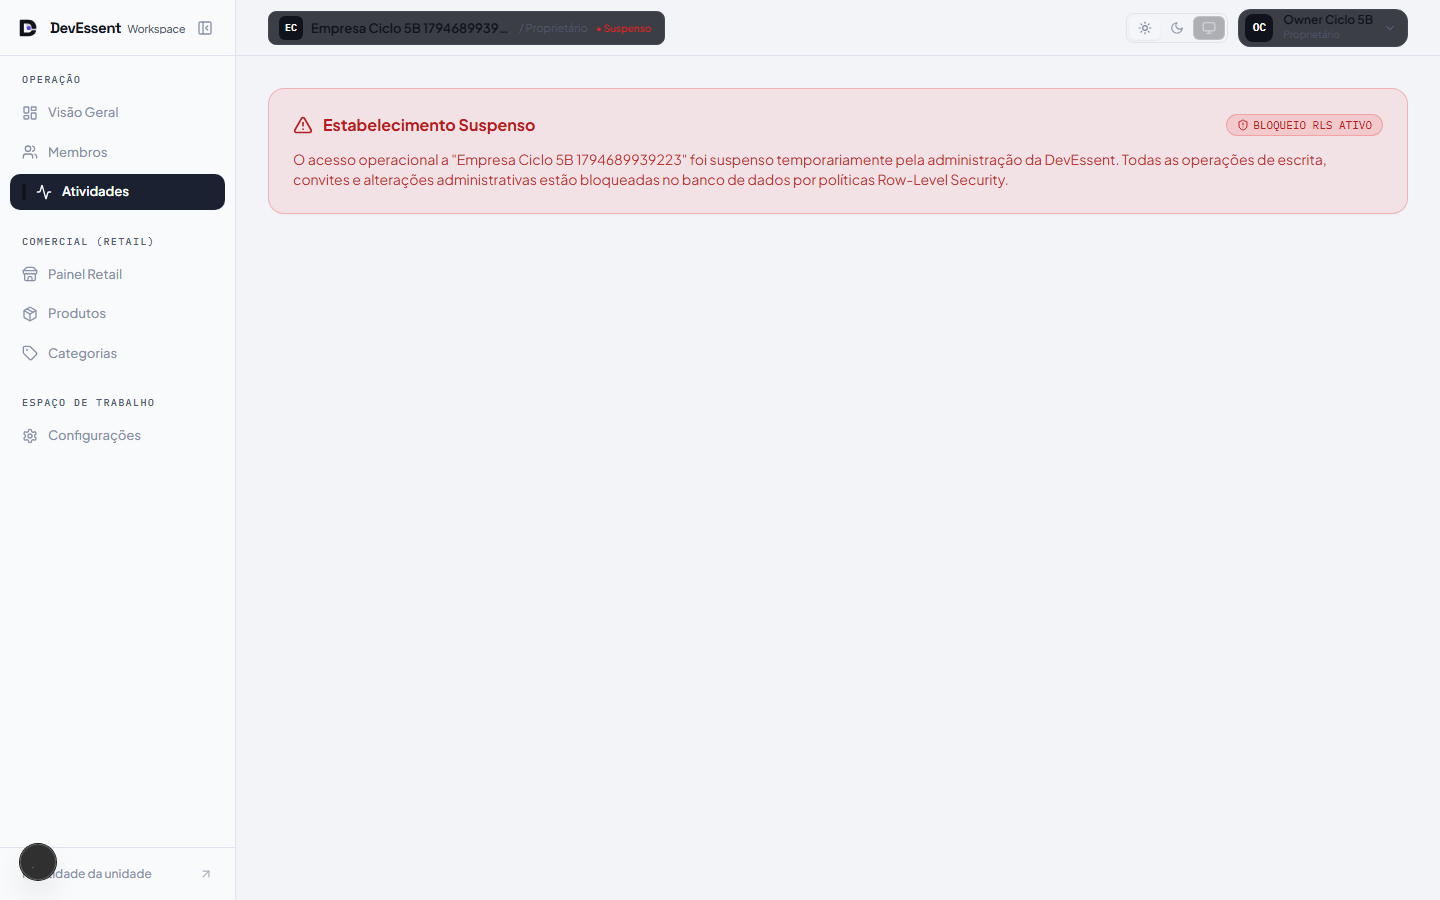 DevEssent Workspace
EC Empresa Ciclo 5B 1794689939... / Proprietário • Suspenso
OC Owner Ciclo 5B
Proprietário
OPERAÇÃO
Visão Geral
Membros
Atividades
COMERCIAL (RETAIL)
Painel Retail
Produtos
Categorias
ESPAÇO DE TRABALHO
Configurações
dade da unidade
Estabelecimento Suspenso
BLOQUEIO RLS ATIVO
O acesso operacional a "Empresa Ciclo 5B 1794689939223" foi suspenso temporariamente pela administração da DevEssent. Todas as operações de escrita,
convites e alterações administrativas estão bloqueadas no banco de dados por políticas Row-Level Security.